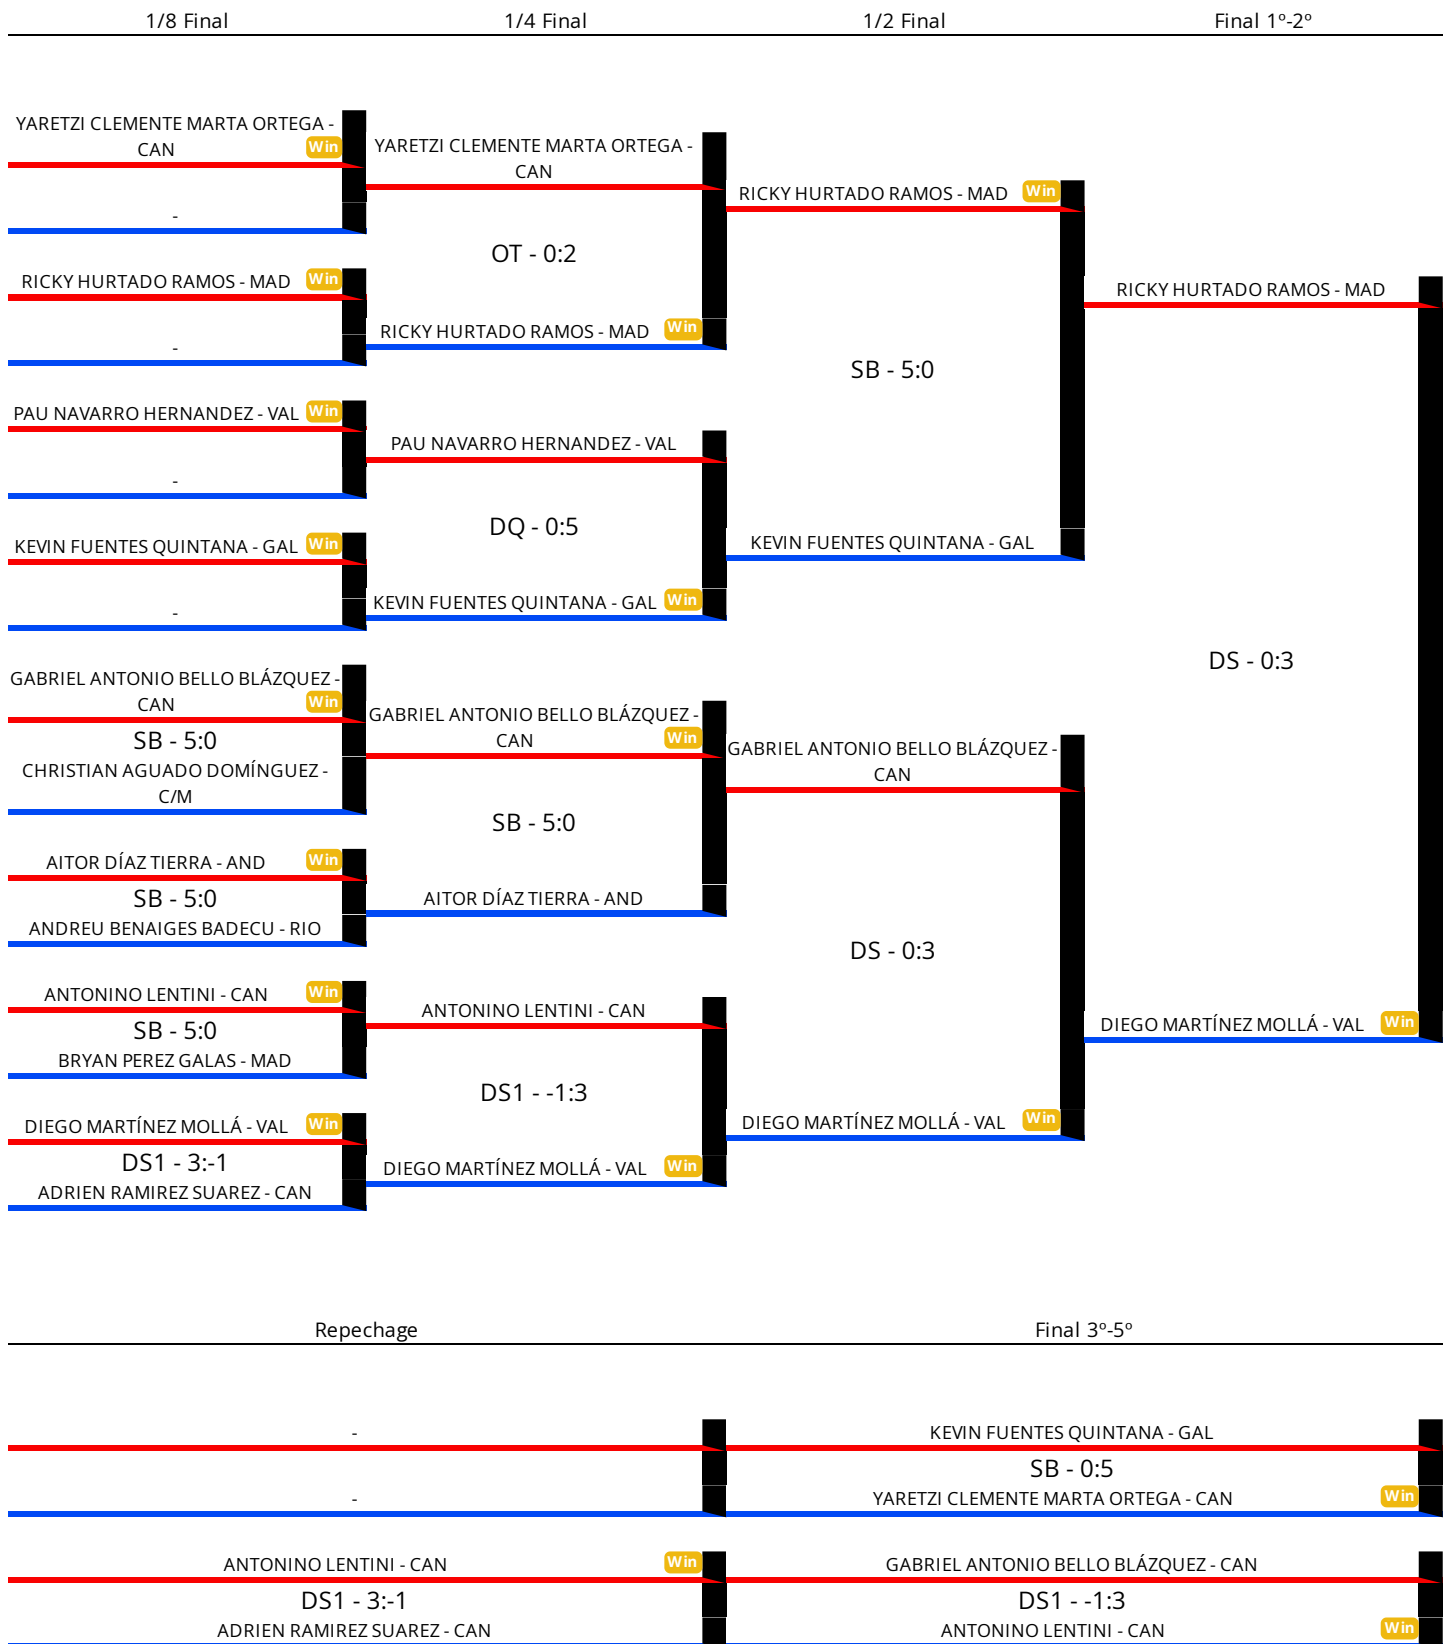 1/8 Final
1/4 Final
1/2 Final
Final 1º-2º
YARETZI CLEMENTE MARTA ORTEGA -
CAN
Win
-
RICKY HURTADO RAMOS - MAD
Win
-
PAU NAVARRO HERNANDEZ - VAL
Win
-
KEVIN FUENTES QUINTANA - GAL
Win
-
GABRIEL ANTONIO BELLO BLÁZQUEZ -
CAN
Win
SB - 5:0
CHRISTIAN AGUADO DOMÍNGUEZ -
C/M
AITOR DÍAZ TIERRA - AND
Win
SB - 5:0
ANDREU BENAIGES BADECU - RIO
ANTONINO LENTINI - CAN
Win
SB - 5:0
BRYAN PEREZ GALAS - MAD
DIEGO MARTÍNEZ MOLLÁ - VAL
Win
DS1 - 3:-1
ADRIEN RAMIREZ SUAREZ - CAN
YARETZI CLEMENTE MARTA ORTEGA -
CAN
OT - 0:2
RICKY HURTADO RAMOS - MAD
Win
PAU NAVARRO HERNANDEZ - VAL
DQ - 0:5
KEVIN FUENTES QUINTANA - GAL
Win
GABRIEL ANTONIO BELLO BLÁZQUEZ -
CAN
Win
SB - 5:0
AITOR DÍAZ TIERRA - AND
ANTONINO LENTINI - CAN
DS1 - -1:3
DIEGO MARTÍNEZ MOLLÁ - VAL
Win
RICKY HURTADO RAMOS - MAD
Win
SB - 5:0
KEVIN FUENTES QUINTANA - GAL
GABRIEL ANTONIO BELLO BLÁZQUEZ -
CAN
DS - 0:3
DIEGO MARTÍNEZ MOLLÁ - VAL
Win
RICKY HURTADO RAMOS - MAD
DS - 0:3
DIEGO MARTÍNEZ MOLLÁ - VAL
Win
Repechage
Final 3º-5º
-
-
KEVIN FUENTES QUINTANA - GAL
SB - 0:5
YARETZI CLEMENTE MARTA ORTEGA - CAN
Win
ANTONINO LENTINI - CAN
Win
DS1 - 3:-1
ADRIEN RAMIREZ SUAREZ - CAN
GABRIEL ANTONIO BELLO BLÁZQUEZ - CAN
DS1 - -1:3
ANTONINO LENTINI - CAN
Win